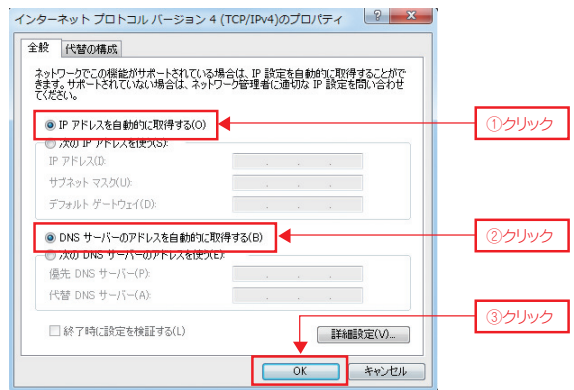 インターネット プロトコル バージョン 4 (TCP/IPv4)のプロパティ
全般
代替の構成
ネットワークでこの機能がサポートされている場合は、IP 設定を自動的に取得することがで
きます。サポートされていない場合は、ネットワーク管理者に適切な IP 設定を問い合わせ
てください。
IP アドレスを自動的に取得する(O)
①クリック
次の IP アドレスを使う(S):
IP アドレス(I):
サブネット マスク(U):
デフォルト ゲートウェイ(D):
DNS サーバーのアドレスを自動的に取得する(B)
②クリック
次の DNS サーバーのアドレスを使う(E):
優先 DNS サーバー(P):
代替 DNS サーバー(A):
終了時に設定を検証する(L)
詳細設定(V)...
③クリック
OK
キャンセル